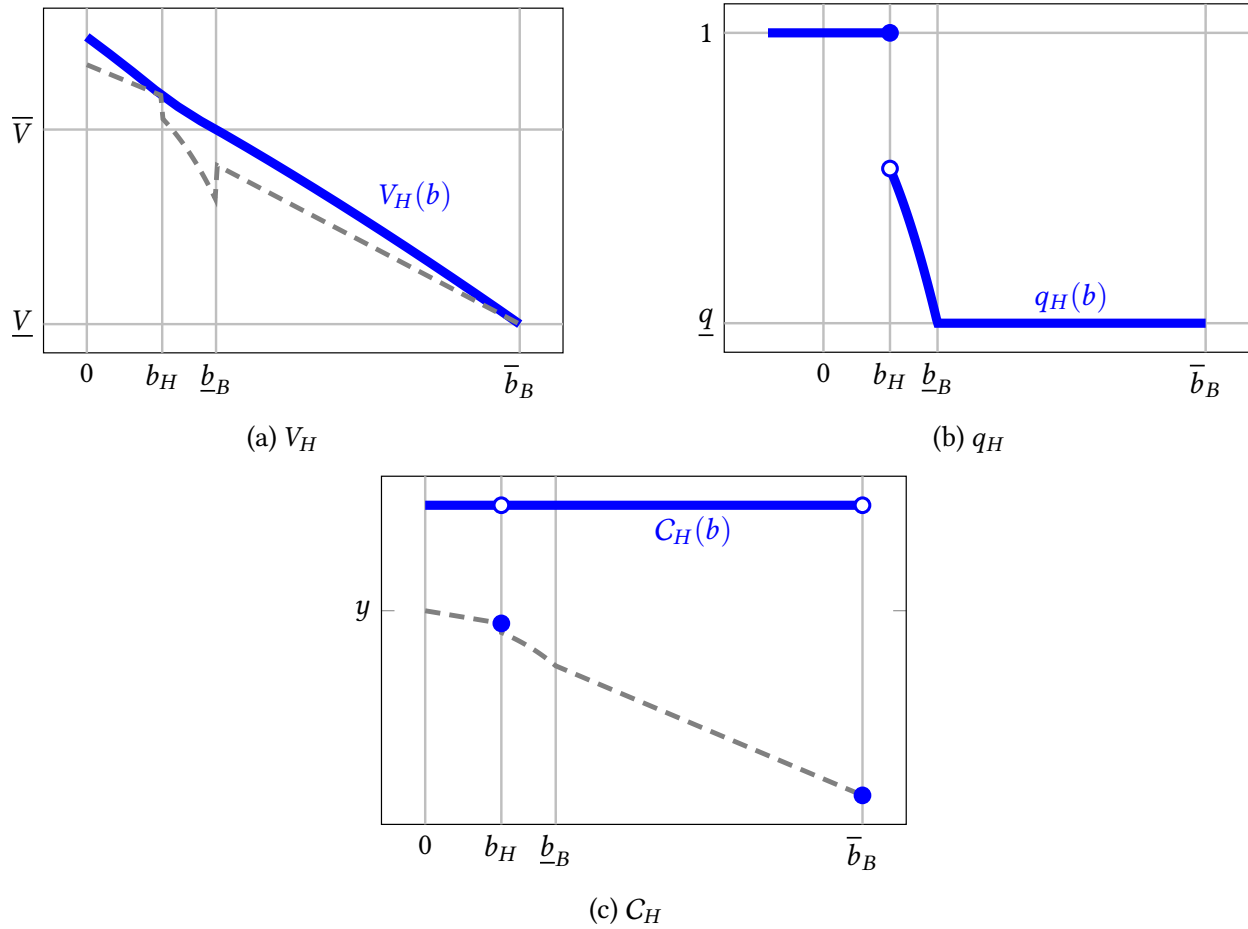 V̅
V̲
V_H(b)
0 b_H b̲_B b̅_B
(a) V_H
1
q̲
q_H(b)
0 b_H b̲_B b̅_B
(b) q_H
y
C_H(b)
0 b_H b̲_B b̅_B
(c) C_H